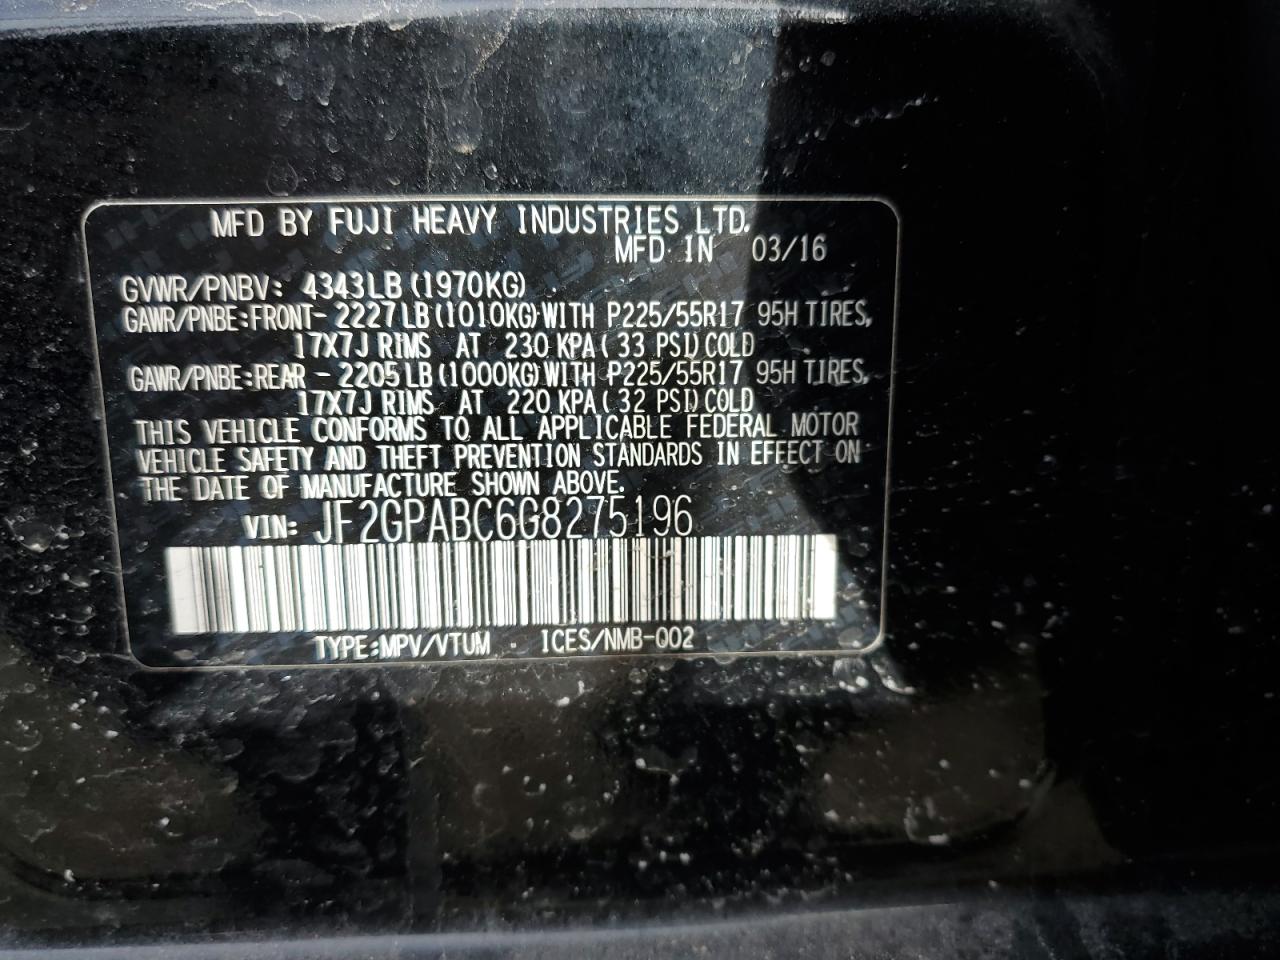 MFD BY FUJI HEAVY INDUSTRIES LTD.
MFD IN 03/16
GVWR/PNBV: 4343LB (1970KG)
GAWR/PNBE:FRONT- 2227LB (1010KG) WITH P225/55R17 95H TIRES,
17X7J RIMS AT 230 KPA ( 33 PSI) COLD
GAWR/PNBE:REAR - 2205LB (1000KG) WITH P225/55R17 95H TIRES,
17X7J RIMS AT 220 KPA ( 32 PSI) COLD
THIS VEHICLE CONFORMS TO ALL APPLICABLE FEDERAL MOTOR
VEHICLE SAFETY AND THEFT PREVENTION STANDARDS IN EFFECT ON
THE DATE OF MANUFACTURE SHOWN ABOVE.
VIN: JF2GPABC6G8275196
TYPE:MPV/VTUM ICES/NMB-002